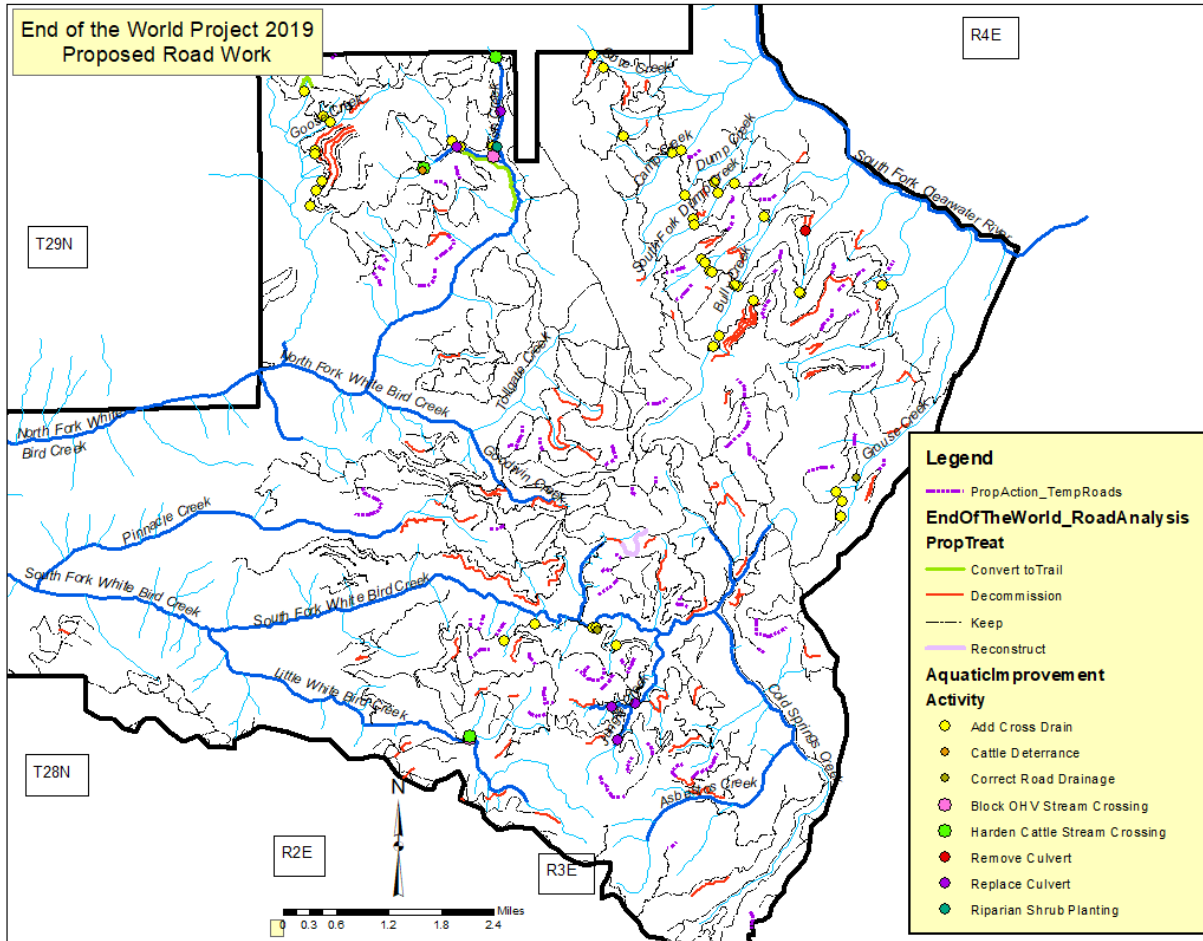 End of the World Project 2019
Proposed Road Work
R4E
Goose Creek
Creek
Camp Creek
Dump Creek
South Fork Dump Creek
South Fork Clearwater River
T29N
Bully Creek
North Fork White Bird Creek
Tollgate Creek
North Fork White
Bird Creek
Goodwin Creek
Grouse Creek
Pinnacle Creek
South Fork White Bird Creek
South Fork White Bird Creek
Little White Bird Creek
Cold Springs Creek
Asbestos Creek
T28N
N
R2E
R3E
Miles
0 0.3 0.6 1.2 1.8 2.4
Legend
PropAction_TempRoads
EndOfTheWorld_RoadAnalysis
PropTreat
Convert toTrail
Decommission
Keep
Reconstruct
AquaticImprovement
Activity
Add Cross Drain
Cattle Deterrance
Correct Road Drainage
Block OHV Stream Crossing
Harden Cattle Stream Crossing
Remove Culvert
Replace Culvert
Riparian Shrub Planting